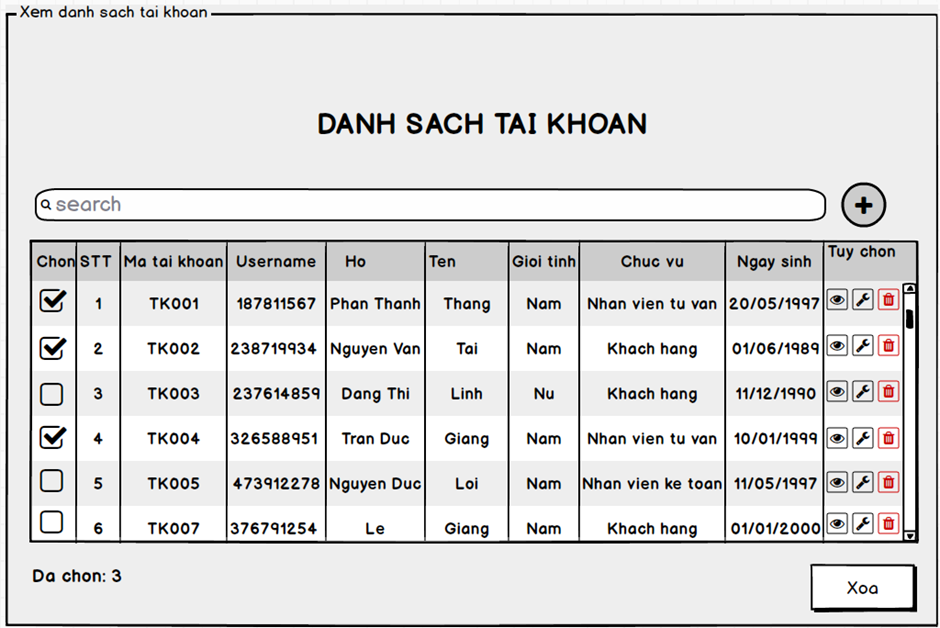 Xem danh sach tai khoan
DANH SACH TAI KHOAN
search
Chon STT Ma tai khoan Username Ho Ten Gioi tinh Chuc vu Ngay sinh Tuy chon
1 TK001 187811567 Phan Thanh Thang Nam Nhan vien tu van 20/05/1997
2 TK002 238719934 Nguyen Van Tai Nam Khach hang 01/06/1989
3 TK003 237614859 Dang Thi Linh Nu Khach hang 11/12/1990
4 TK004 326588951 Tran Duc Giang Nam Nhan vien tu van 10/01/1999
5 TK005 473912278 Nguyen Duc Loi Nam Nhan vien ke toan 11/05/1997
6 TK007 376791254 Le Giang Nam Khach hang 01/01/2000
Da chon: 3
Xoa